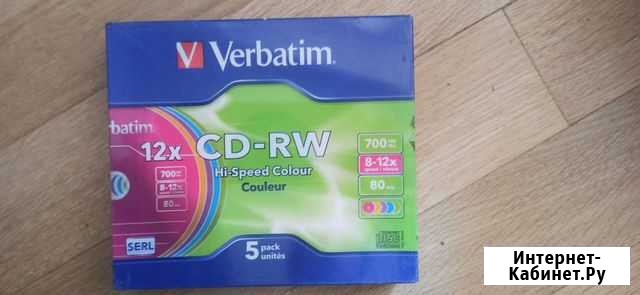 Verbatim.
batim.
12x
CD-RW
Hi-Speed Colour
Couleur
700
8-12x
80 min
700
8-12x
80
SERL
5 pack
unités
Интернет-
Кабинет.Ру